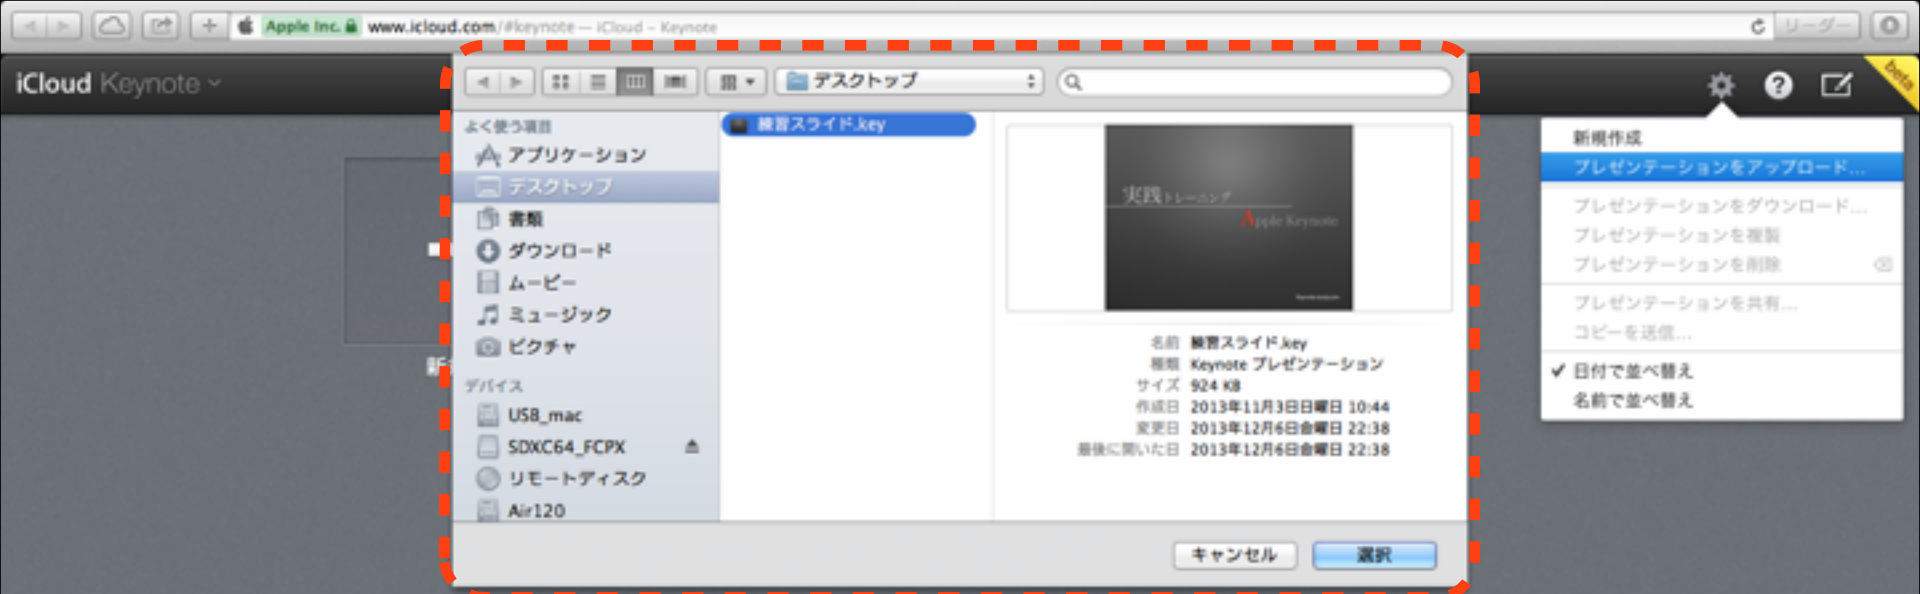 Apple Inc. www.icloud.com/#keynote — iCloud – Keynote
リーダー
iCloud Keynote
beta
デスクトップ
よく使う項目
アプリケーション
デスクトップ
書類
ダウンロード
ムービー
ミュージック
ピクチャ
デバイス
USB_mac
SDXC64_FCPX
リモートディスク
Air120
練習スライド.key
実践トレーニング
Apple Keynote
名前 練習スライド.key
種類 Keynote プレゼンテーション
サイズ 924 KB
作成日 2013年11月3日日曜日 10:44
変更日 2013年12月6日金曜日 22:38
最後に開いた日 2013年12月6日金曜日 22:38
キャンセル
選択
新規作成
プレゼンテーションをアップロード...
プレゼンテーションをダウンロード...
プレゼンテーションを複製
プレゼンテーションを削除
プレゼンテーションを共有...
コピーを送信...
✓ 日付で並べ替え
名前で並べ替え